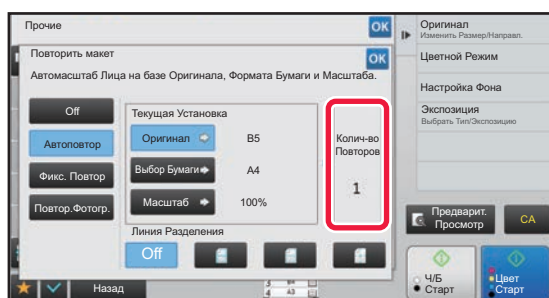 Прочие
OK
Повторить макет
OK
Автомасштаб Лица на базе Оригинала, Формата Бумаги и Масштаба.
Off
Автоповтор
Фикс. Повтор
Повтор.Фотогр.
Текущая Установка
Оригинал
B5
Выбор Бумаги
A4
Масштаб
100%
Колич-во
Повторов
1
Линия Разделения
Off
Назад
A3
Оригинал
Изменить Размер/Направл.
Цветной Режим
Настройка Фона
Экспозиция
Выбрать Тип/Экспозицию
Предварит.
Просмотр
CA
Ч/Б
Старт
Цвет
Старт